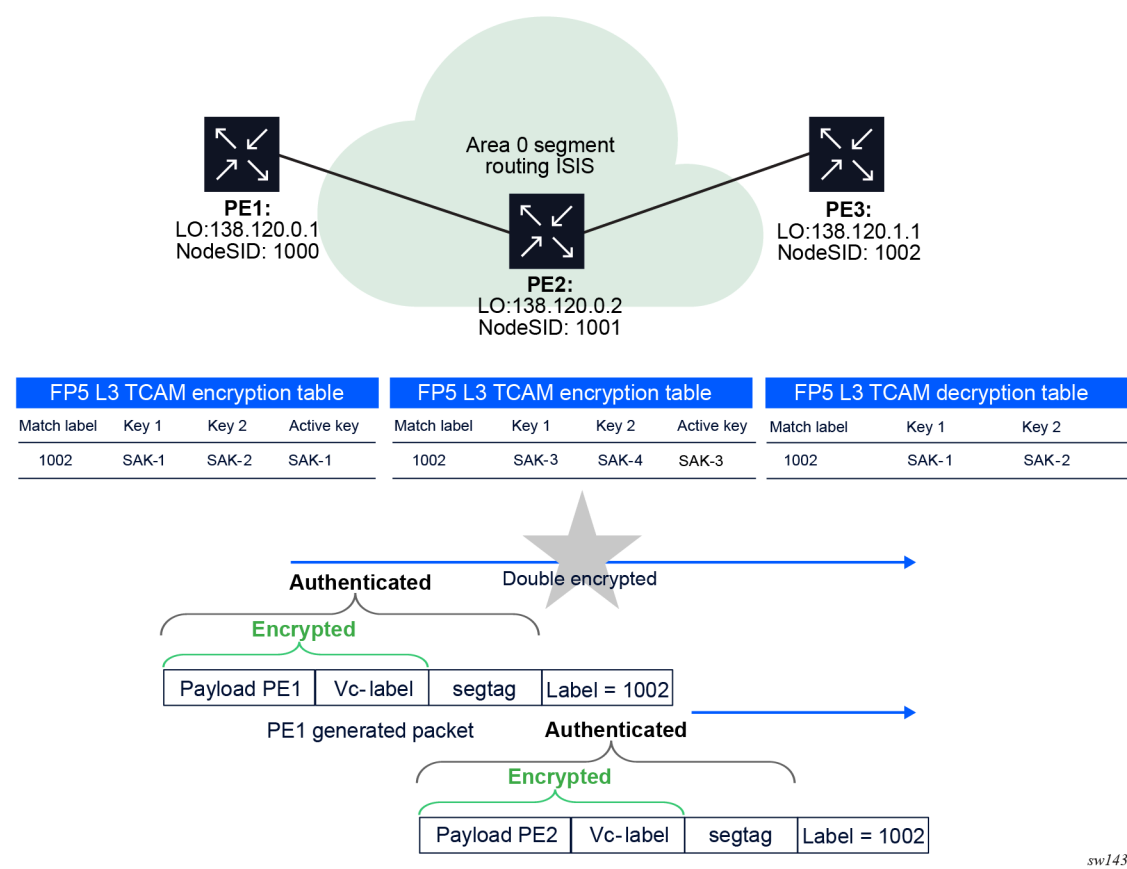 Area 0 segment
routing ISIS
PE1:
LO:138.120.0.1
NodeSID: 1000
PE3:
LO:138.120.1.1
NodeSID: 1002
PE2:
LO:138.120.0.2
NodeSID: 1001
FP5 L3 TCAM encryption table
Match label Key 1 Key 2 Active key
1002 SAK-1 SAK-2 SAK-1
FP5 L3 TCAM encryption table
Match label Key 1 Key 2 Active key
1002 SAK-3 SAK-4 SAK-3
FP5 L3 TCAM decryption table
Match label Key 1 Key 2
1002 SAK-1 SAK-2
Double encrypted
Authenticated
Encrypted
Payload PE1 Vc-label segtag Label = 1002
PE1 generated packet
Authenticated
Encrypted
Payload PE2 Vc-label segtag Label = 1002
sw143